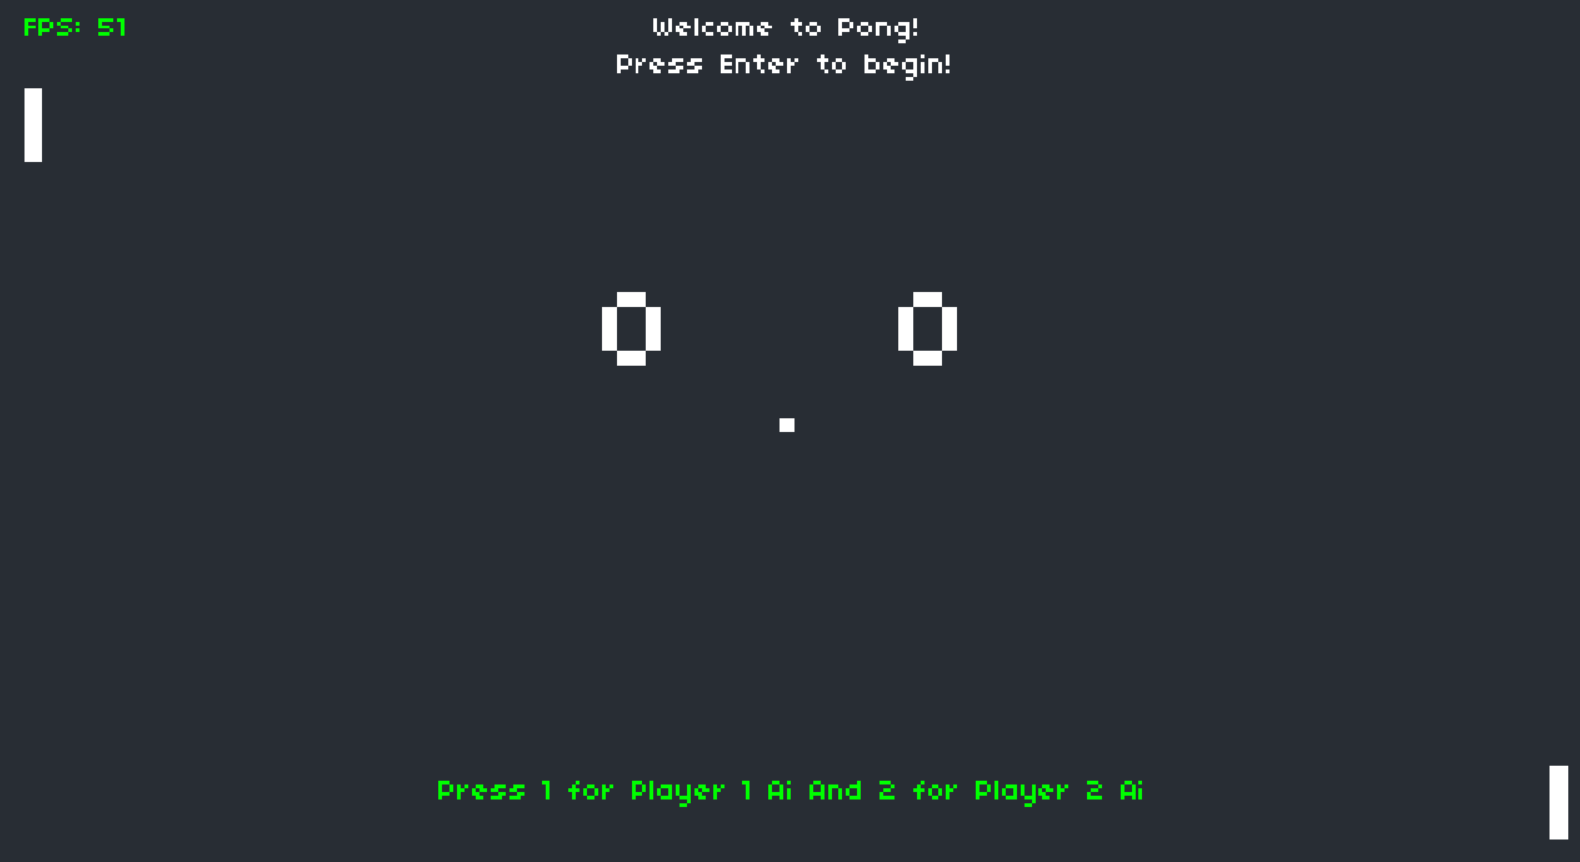 FPS: 51
Welcome to Pong!
Press Enter to begin!
0 0
Press 1 for Player 1 Ai And 2 for Player 2 Ai